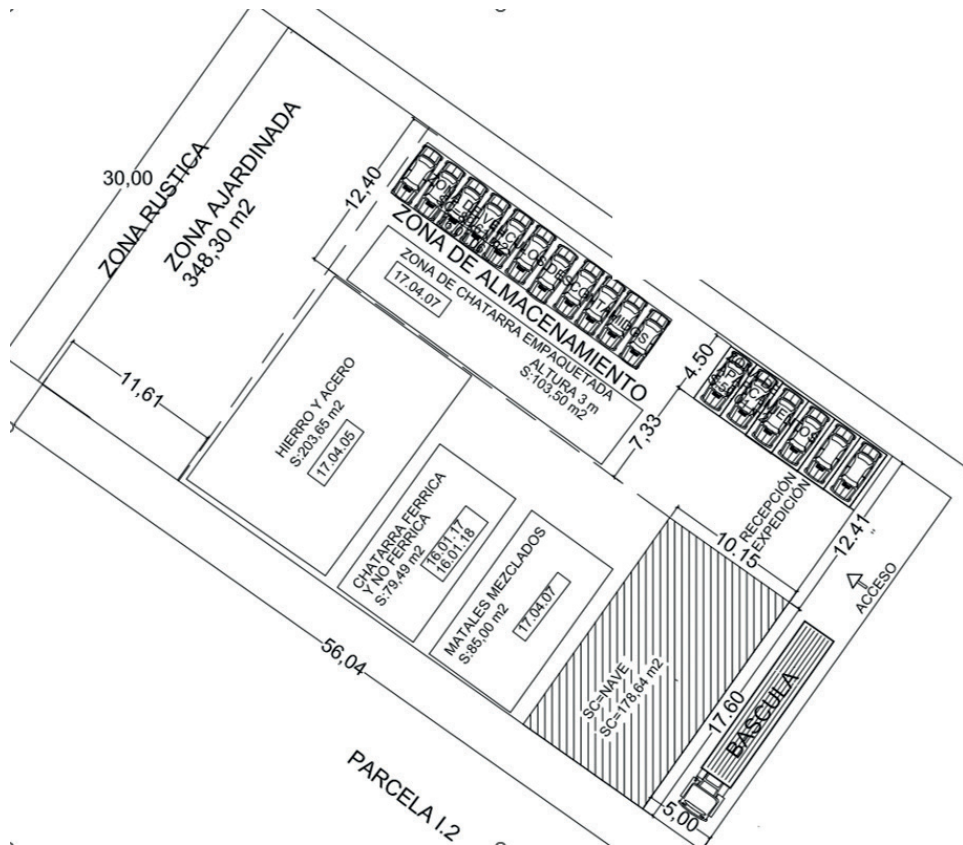 30,00
ZONA RUSTICA
ZONA AJARDINADA
348,30 m2
12,40
ZONA DE ALMACENAMIENTO
ZONA DE CHATARRA EMPAQUETADA
17.04.07
ALTURA 3 m
S:103,50 m2
4.50
7,33
11,61
HIERRO Y ACERO
S:203,65 m2
17.04.05
CHATARRA FERRICA
Y NO FERRICA
S:79,49 m2
16.01.17
16.01.18
MATALES MEZCLADOS
S:85,00 m2
17.04.07
RECEPCIÓN
EXPEDICIÓN
10.15
12.41
ACCESO
SC=NAVE
SC=178,64 m2
17.60
BASCULA
5,00
56,04
PARCELA I.2